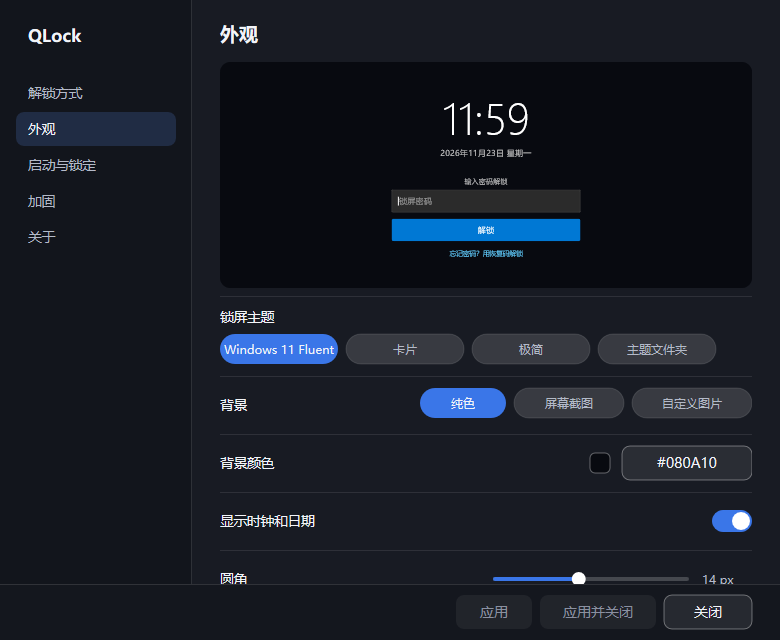 QLock
解锁方式
外观
启动与锁定
加固
关于
外观
11:59
2026年11月23日 星期一
输入密码解锁
锁屏密码
解锁
忘记密码? 用恢复码解锁
锁屏主题
Windows 11 Fluent 卡片 极简 主题文件夹
背景 纯色 屏幕截图 自定义图片
背景颜色 #080A10
显示时钟和日期
圆角 14 px
应用 应用并关闭 关闭